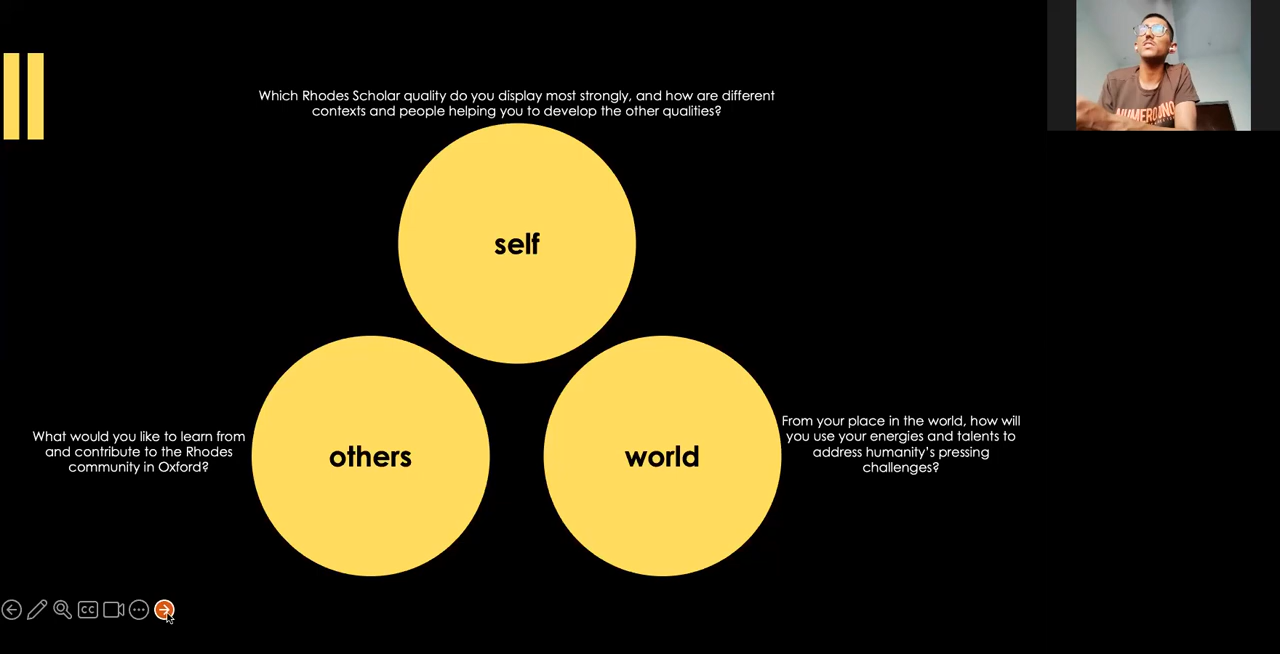 Which Rhodes Scholar quality do you display most strongly, and how are different
contexts and people helping you to develop the other qualities?
self
others
world
What would you like to learn from
and contribute to the Rhodes
community in Oxford?
From your place in the world, how will
you use your energies and talents to
address humanity's pressing
challenges?
CC